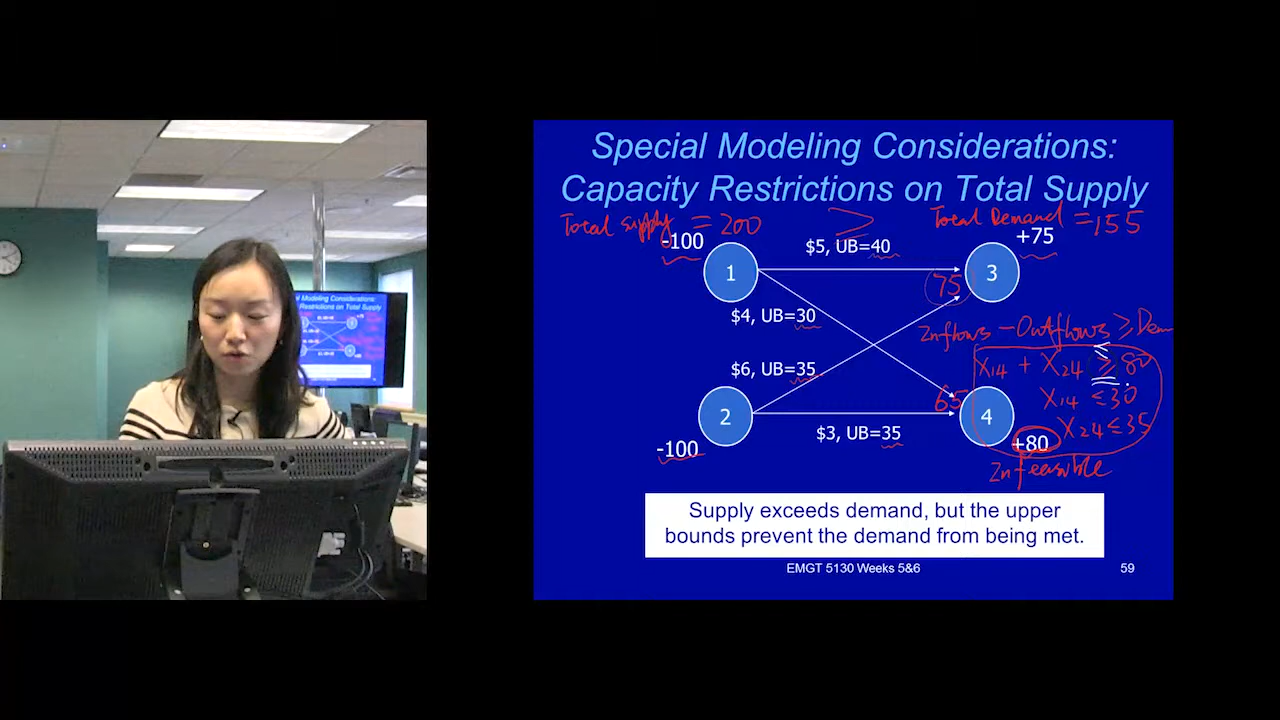 Special Modeling Considerations:
Capacity Restrictions on Total Supply
Total Supply = 200 > Total Demand = 155
-100
+75
$5, UB=40
1
3
75
$4, UB=30
Inflows - Outflows ≥ Dem
≤
X14 + X24 ≥ 80
$6, UB=35
X14 ≤ 30
65
2
4
X24 ≤ 35
$3, UB=35
+80
-100
Infeasible
Supply exceeds demand, but the upper
bounds prevent the demand from being met.
EMGT 5130 Weeks 5&6
59